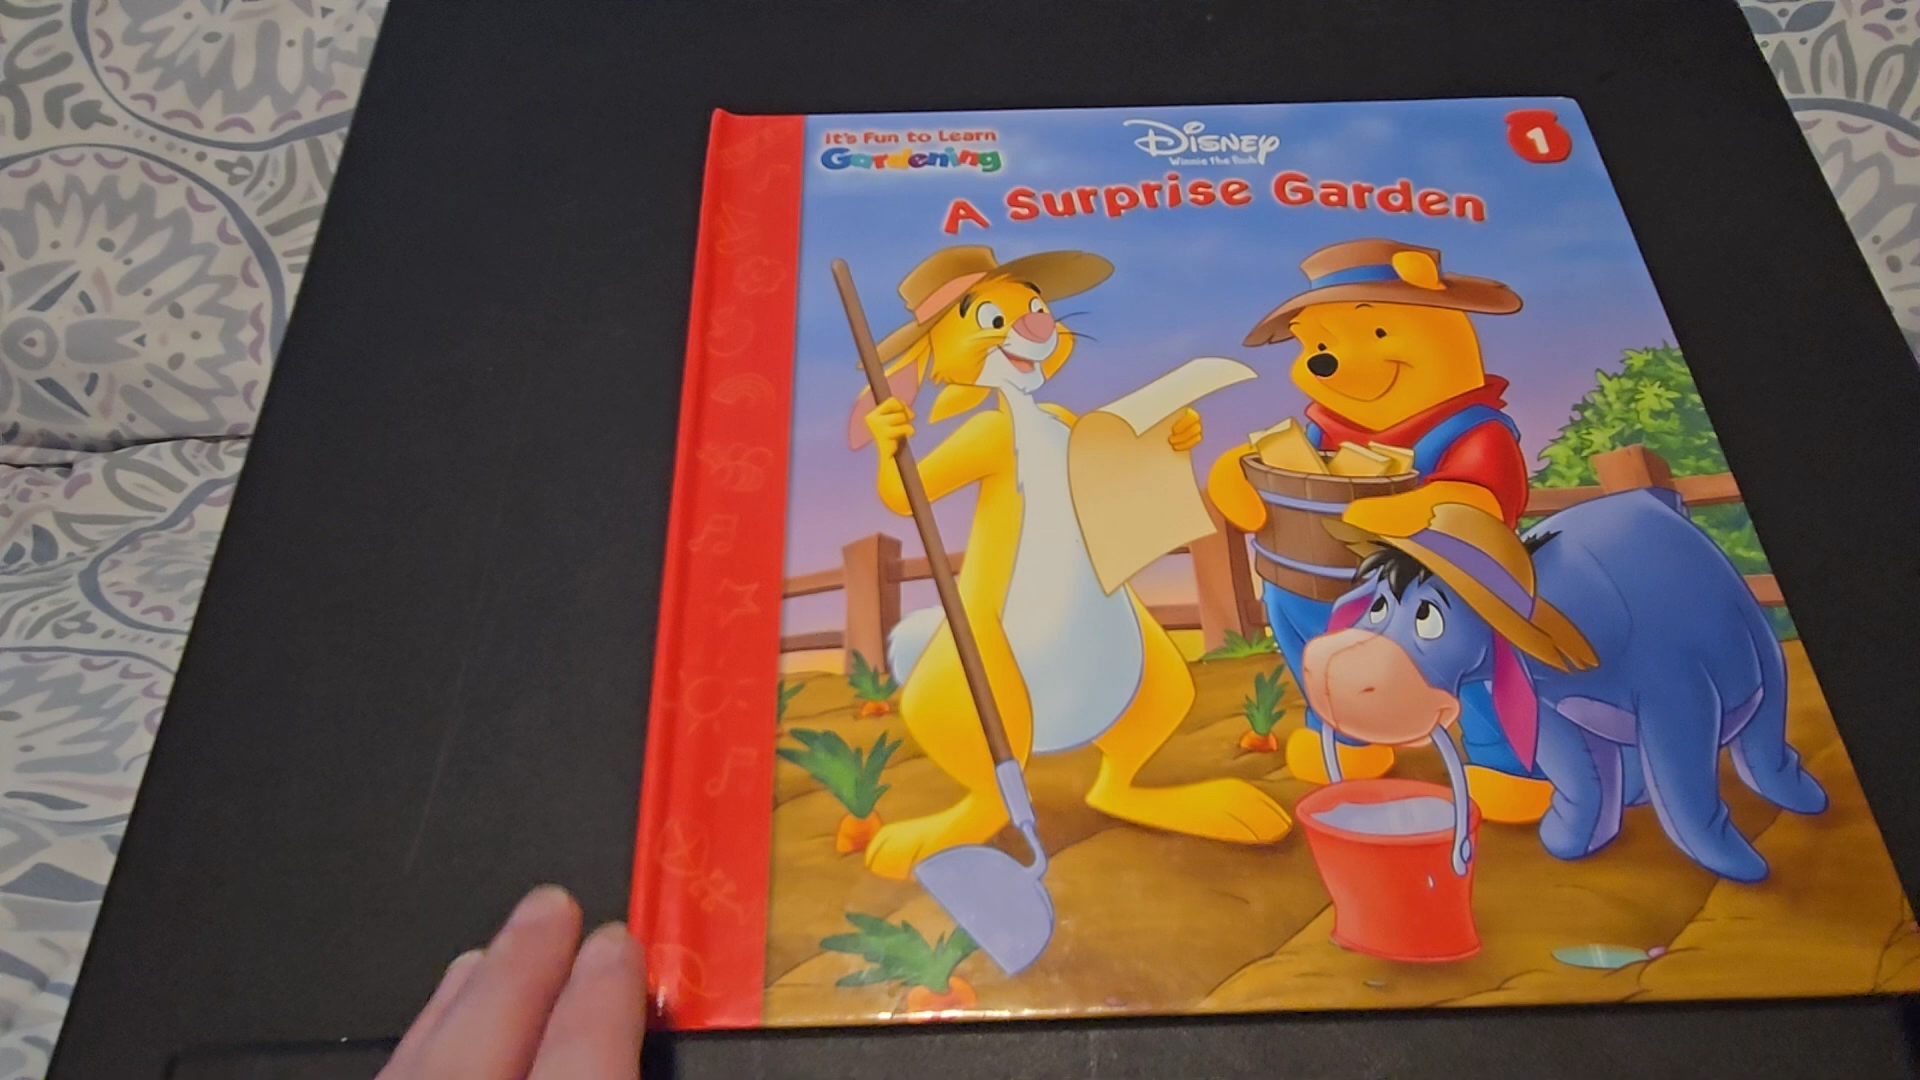 It's Fun to Learn
Gardening
Disney
Winnie the Pooh
A Surprise Garden
1